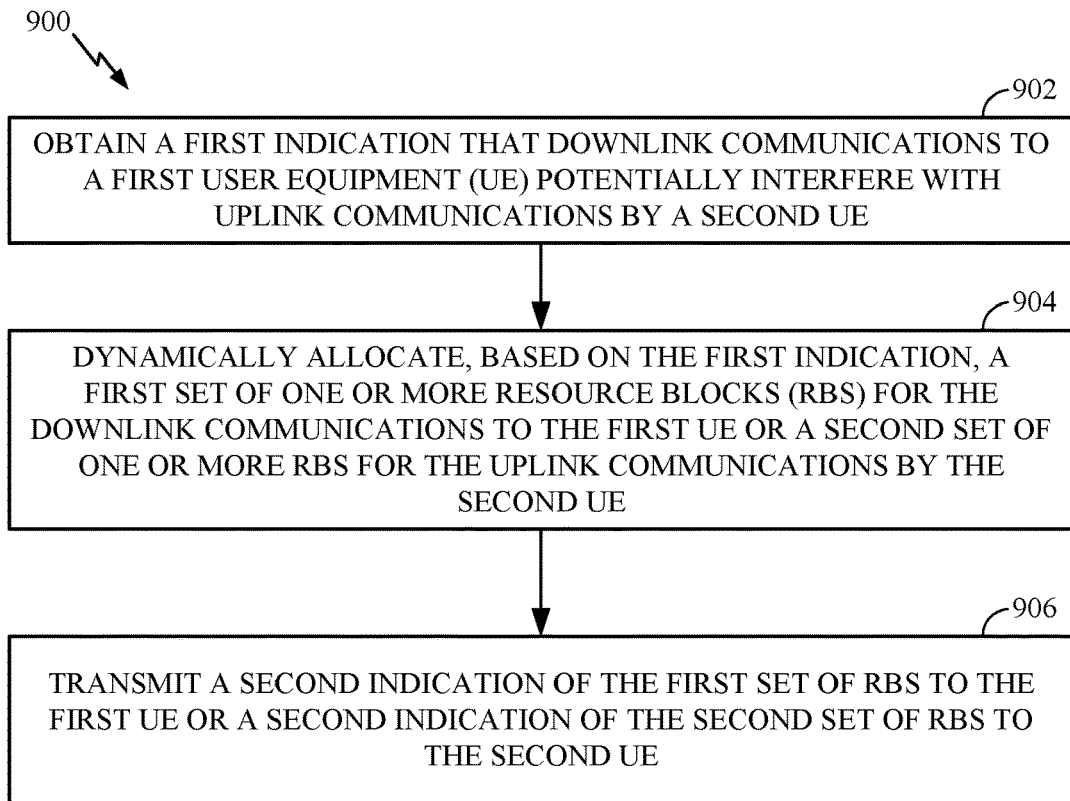 900
902
OBTAIN A FIRST INDICATION THAT DOWNLINK COMMUNICATIONS TO
A FIRST USER EQUIPMENT (UE) POTENTIALLY INTERFERE WITH
UPLINK COMMUNICATIONS BY A SECOND UE
904
DYNAMICALLY ALLOCATE, BASED ON THE FIRST INDICATION, A
FIRST SET OF ONE OR MORE RESOURCE BLOCKS (RBS) FOR THE
DOWNLINK COMMUNICATIONS TO THE FIRST UE OR A SECOND SET OF
ONE OR MORE RBS FOR THE UPLINK COMMUNICATIONS BY THE
SECOND UE
906
TRANSMIT A SECOND INDICATION OF THE FIRST SET OF RBS TO THE
FIRST UE OR A SECOND INDICATION OF THE SECOND SET OF RBS TO
THE SECOND UE